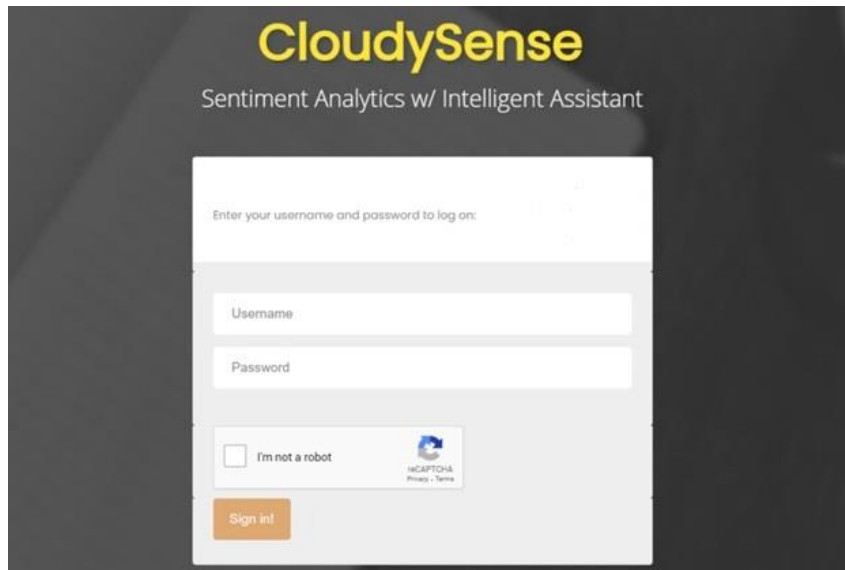 CloudySense
Sentiment Analytics w/ Intelligent Assistant
Enter your username and password to log on:
Username
Password
I'm not a robot
reCAPTCHA
Privacy - Terms
Sign in!